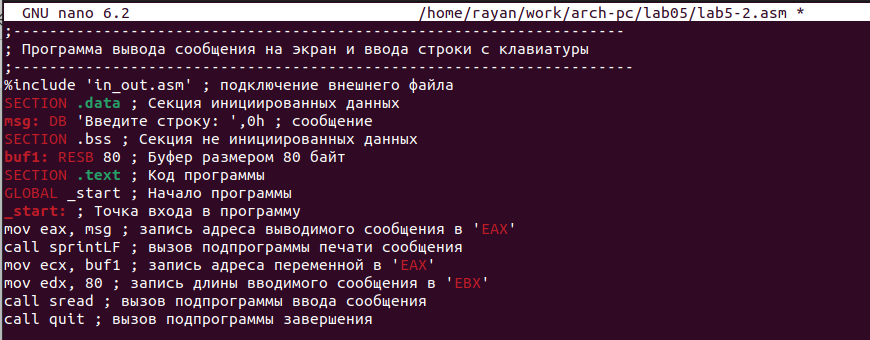 GNU nano 6.2 /home/rayan/work/arch-pc/lab05/lab5-2.asm *
;--------------------------------------------------------------------
; Программа вывода сообщения на экран и ввода строки с клавиатуры
;---------------------------------------------------------------------
%include 'in_out.asm' ; подключение внешнего файла
SECTION .data ; Секция инициированных данных
msg: DB 'Введите строку: ',0h ; сообщение
SECTION .bss ; Секция не инициированных данных
buf1: RESB 80 ; Буфер размером 80 байт
SECTION .text ; Код программы
GLOBAL _start ; Начало программы
_start: ; Точка входа в программу
mov eax, msg ; запись адреса выводимого сообщения в 'EAX'
call sprintLF ; вызов подпрограммы печати сообщения
mov ecx, buf1 ; запись адреса переменной в 'EAX'
mov edx, 80 ; запись длины вводимого сообщения в 'EBX'
call sread ; вызов подпрограммы ввода сообщения
call quit ; вызов подпрограммы завершения